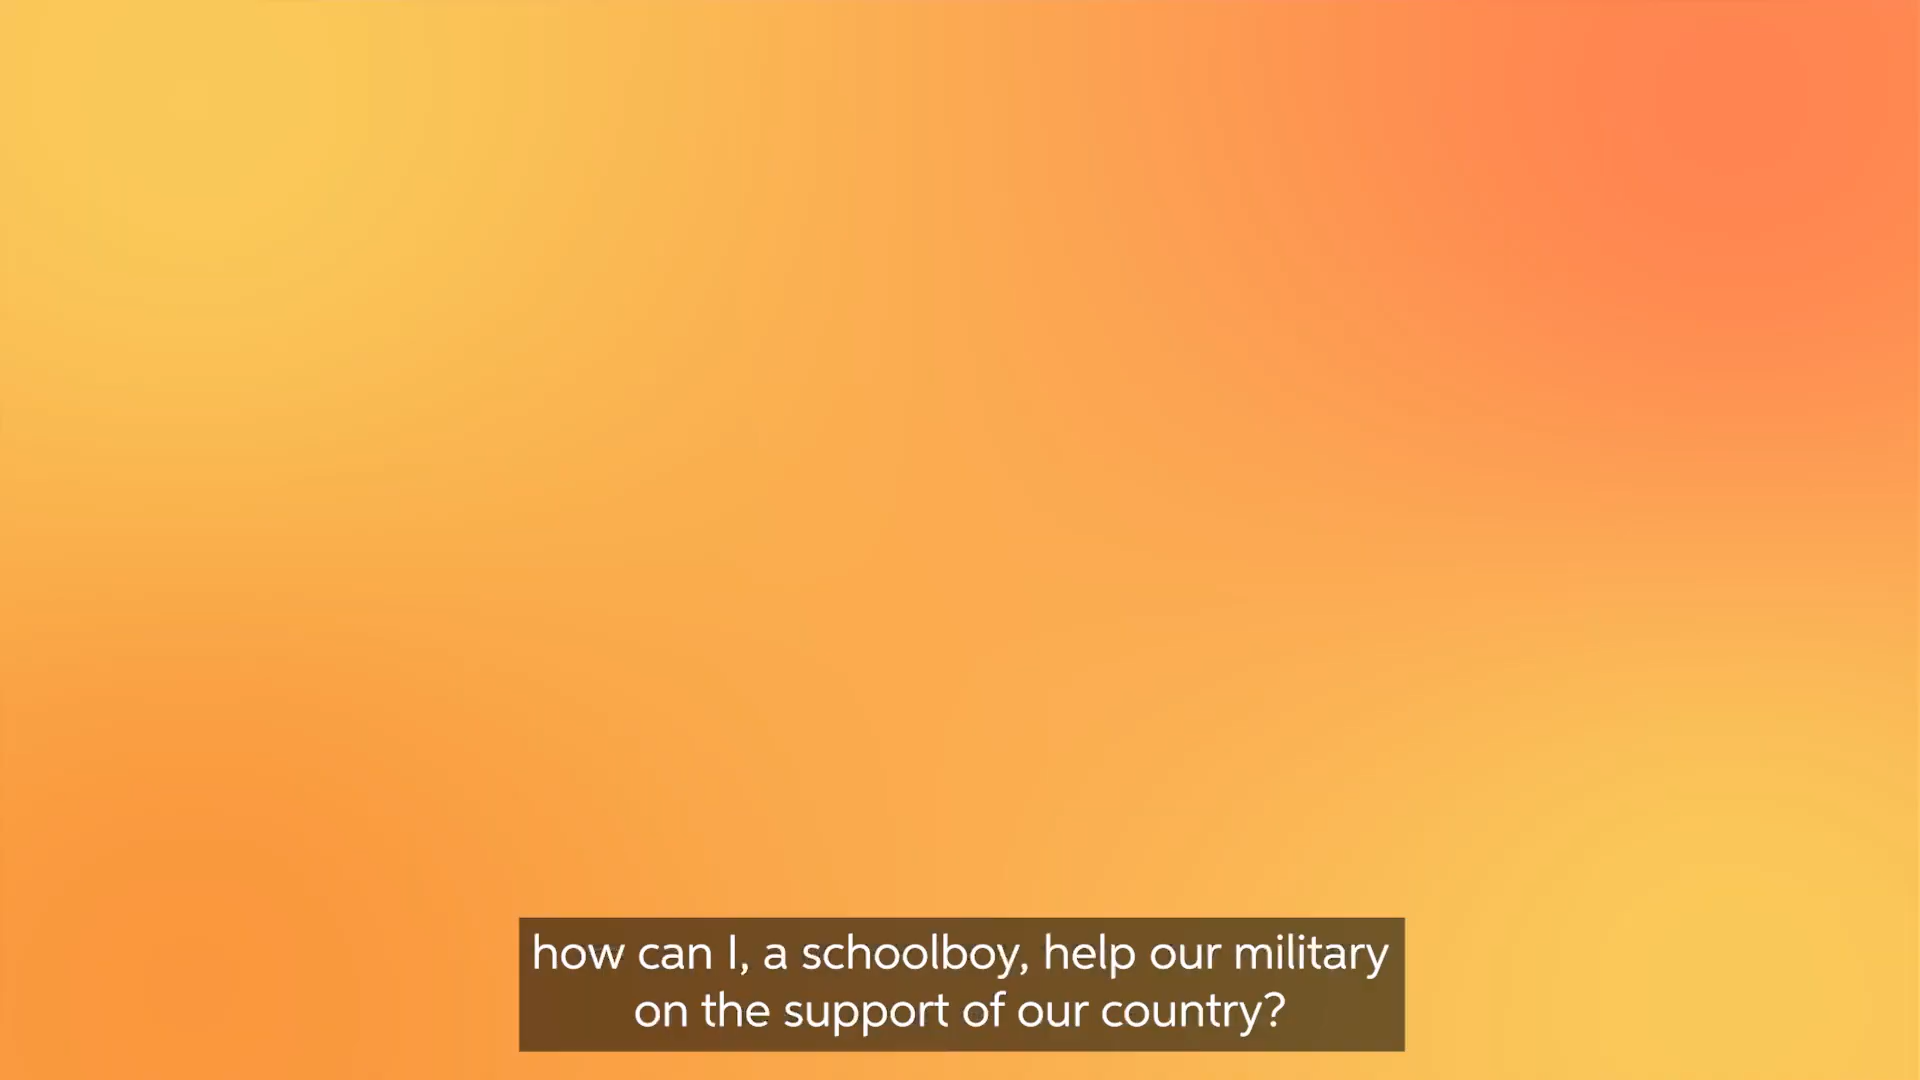 how can I, a schoolboy, help our military
on the support of our country?